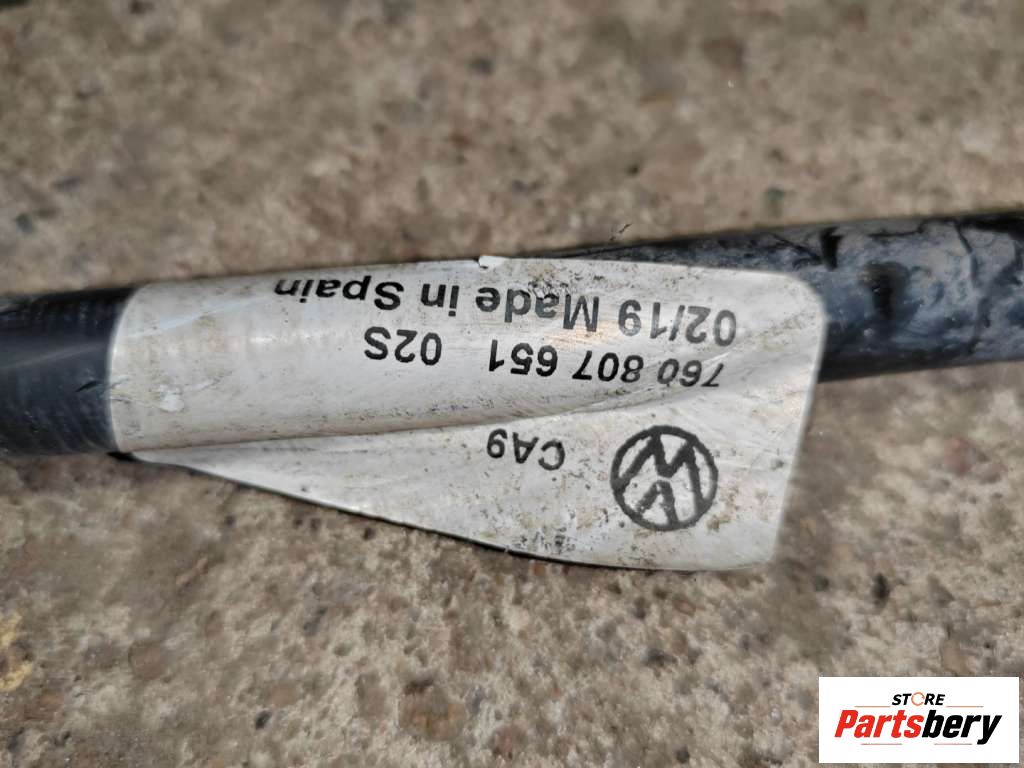 CA9
760 807 651 02S
02/19 Made in Spain
STORE
Partsbery